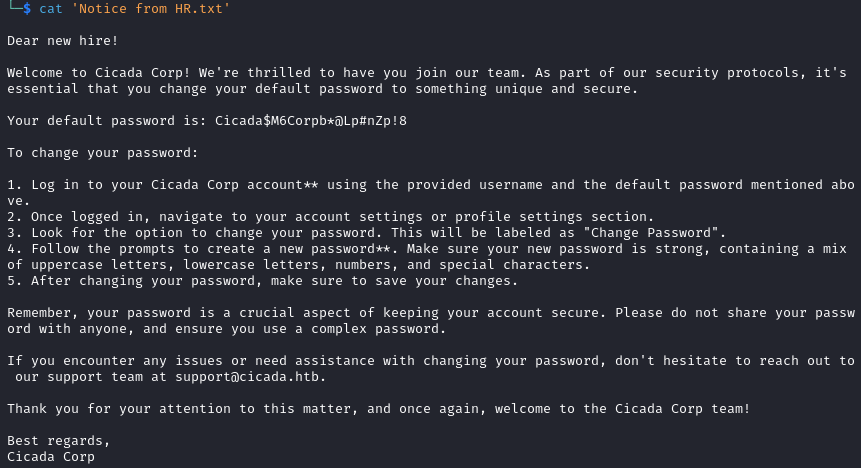 └─$ cat 'Notice from HR.txt'
Dear new hire!
Welcome to Cicada Corp! We're thrilled to have you join our team. As part of our security protocols, it's
essential that you change your default password to something unique and secure.
Your default password is: Cicada$M6Corpb*@Lp#nZp!8
To change your password:
1. Log in to your Cicada Corp account** using the provided username and the default password mentioned abo
ve.
2. Once logged in, navigate to your account settings or profile settings section.
3. Look for the option to change your password. This will be labeled as "Change Password".
4. Follow the prompts to create a new password**. Make sure your new password is strong, containing a mix
of uppercase letters, lowercase letters, numbers, and special characters.
5. After changing your password, make sure to save your changes.
Remember, your password is a crucial aspect of keeping your account secure. Please do not share your passw
ord with anyone, and ensure you use a complex password.
If you encounter any issues or need assistance with changing your password, don't hesitate to reach out to
 our support team at support@cicada.htb.
Thank you for your attention to this matter, and once again, welcome to the Cicada Corp team!
Best regards,
Cicada Corp